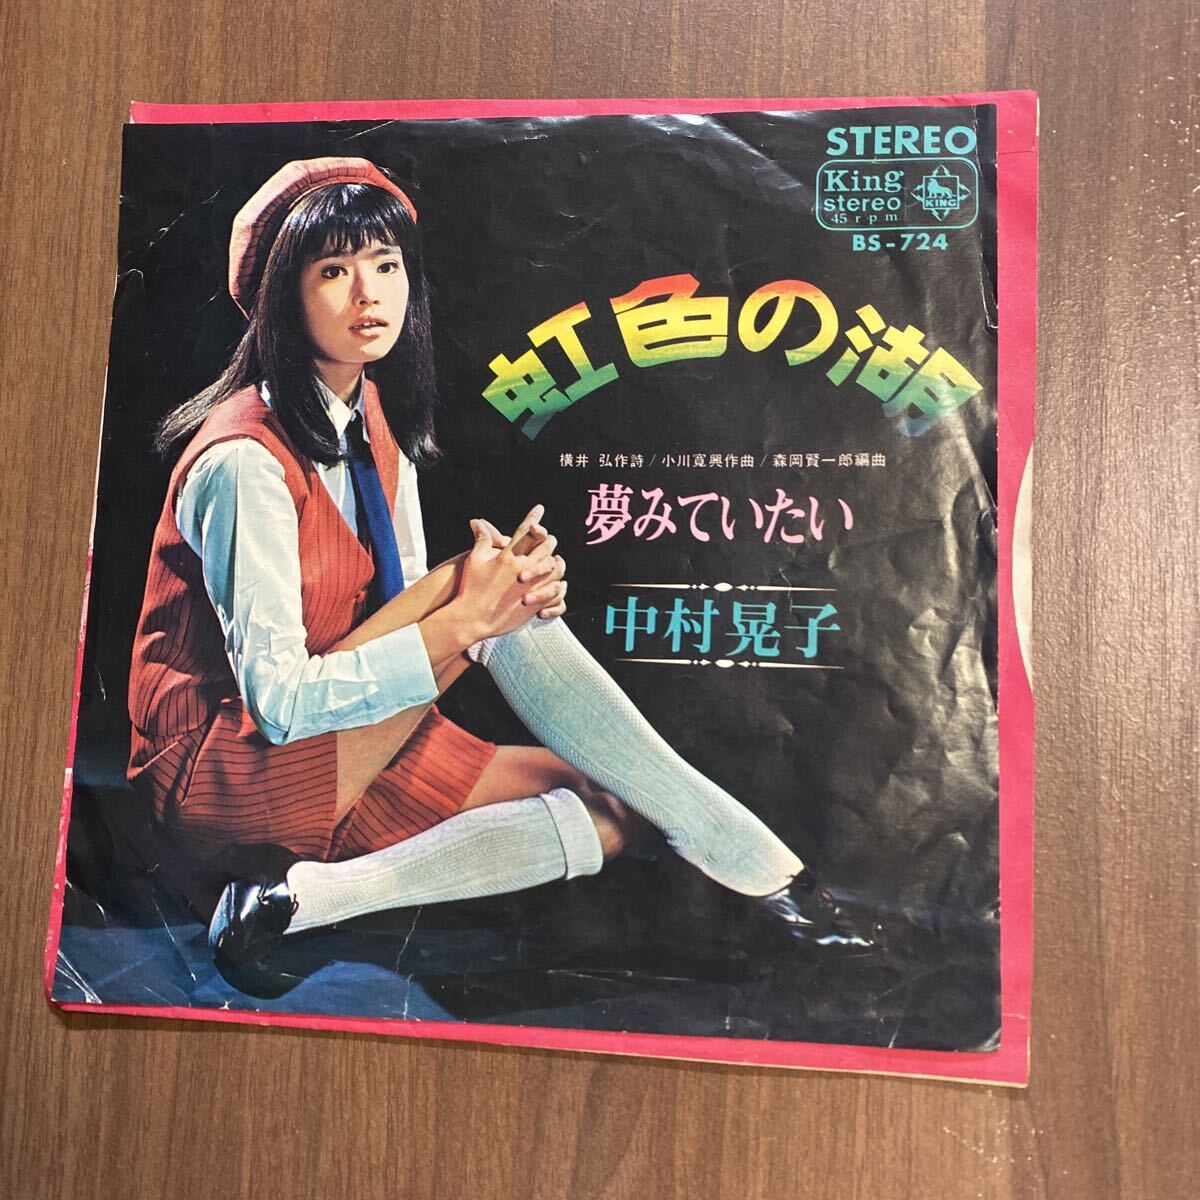 STEREO
King
stereo
45 rpm
KING
BS-724
虹色の湖
横井 弘作詩/小川寛興作曲/森岡賢一郎編曲
夢みていたい
中村晃子